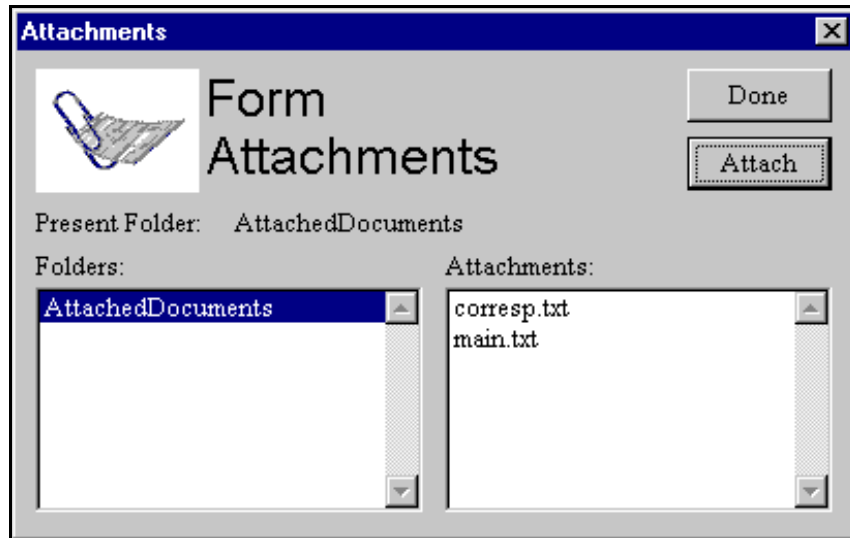 Attachments
Form
Attachments
Done
Attach
Present Folder: AttachedDocuments
Folders:
AttachedDocuments
Attachments:
corresp.txt
main.txt